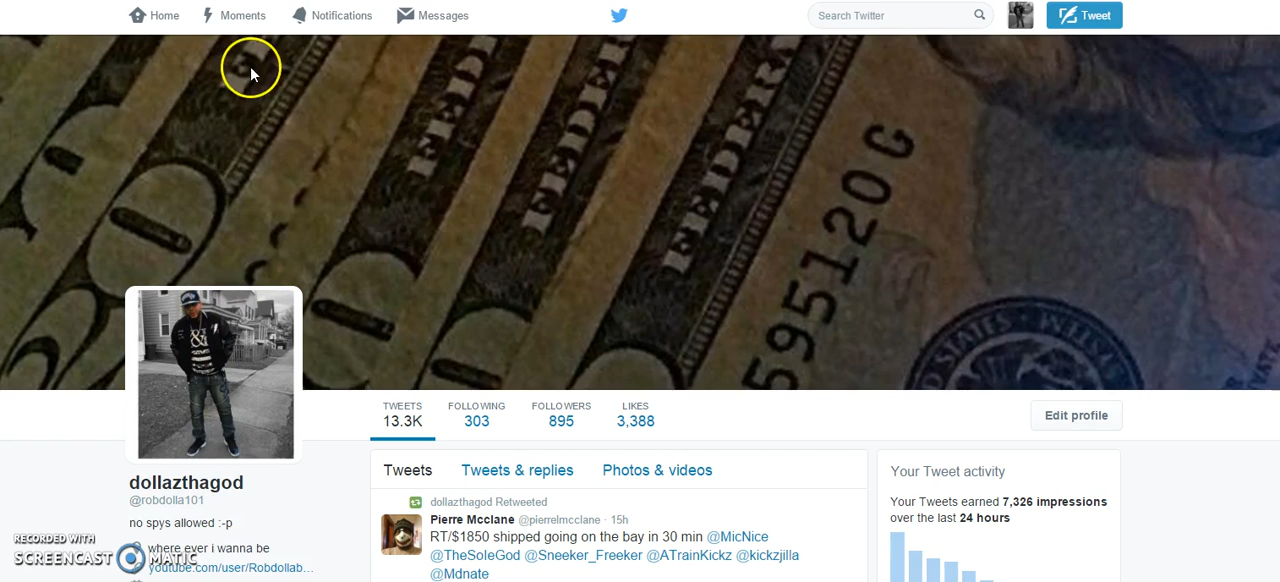 Home
Moments
Notifications
Messages
Search Twitter
Tweet
FEDER
FEDER
595120G
TWEETS
13.3K
FOLLOWING
303
FOLLOWERS
895
LIKES
3,388
Edit profile
dollazthagod
@robdolla101
no spys allowed :-p
where ever i wanna be
youtube.com/user/Robdollab...
Tweets
Tweets & replies
Photos & videos
dollazthagod Retweeted
Pierre Mcclane @pierrelmcclane · 15h
RT/$1850 shipped going on the bay in 30 min @MicNice
@TheSoleGod @Sneeker_Freeker @ATrainKickz @kickzjilla
@Mdnate
Your Tweet activity
Your Tweets earned 7,326 impressions
over the last 24 hours
RECORDED WITH
SCREENCAST MATIC